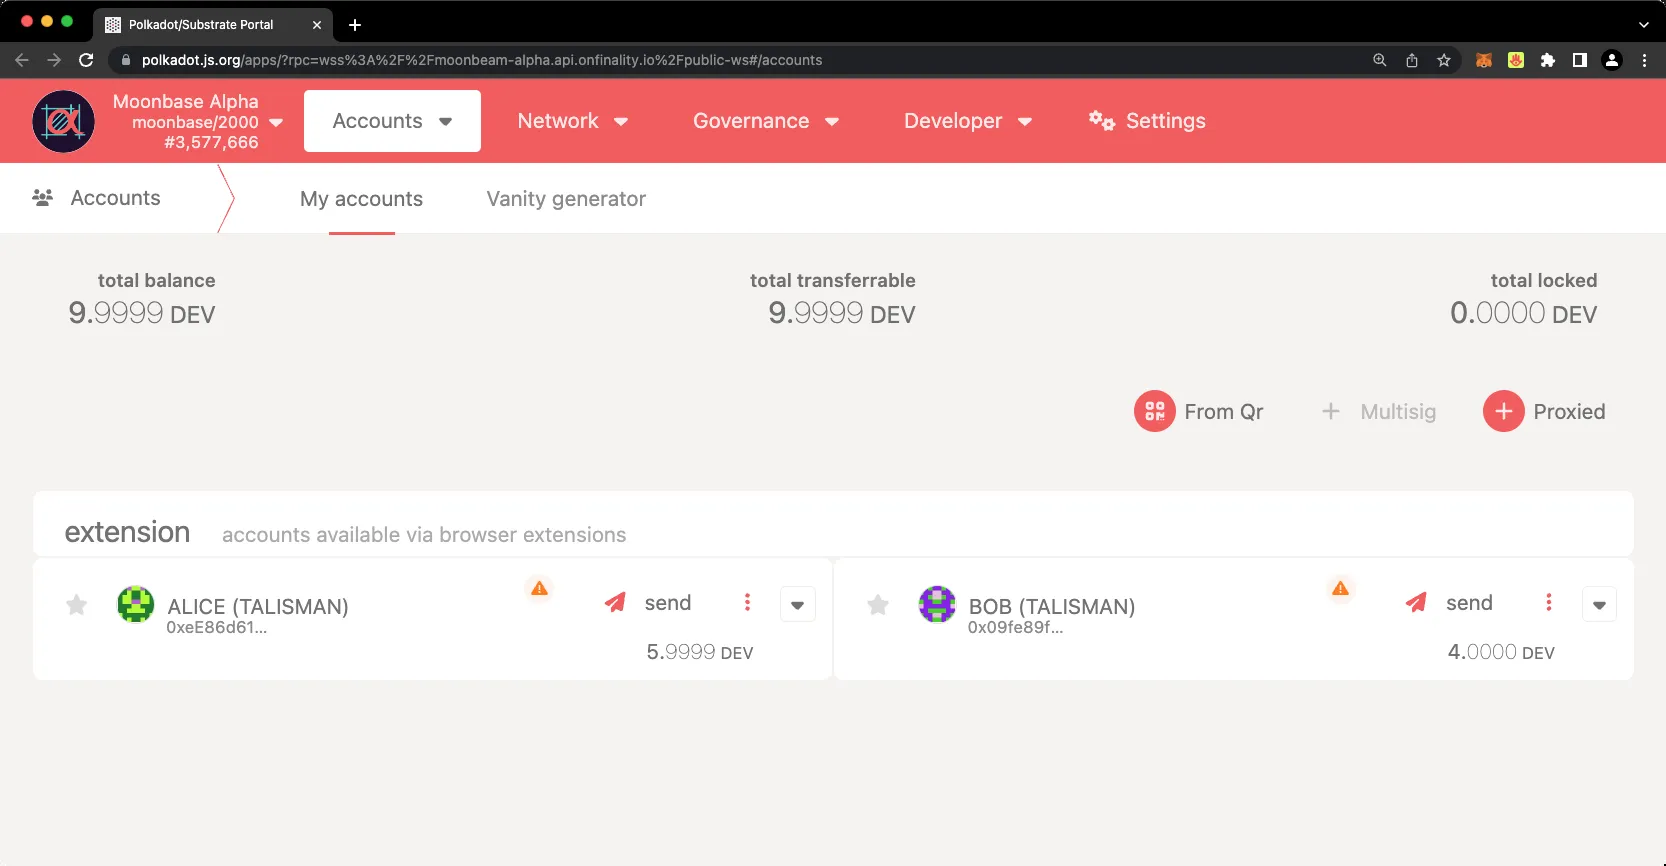 Polkadot/Substrate Portal
polkadot.js.org/apps/?rpc=wss%3A%2F%2Fmoonbeam-alpha.api.onfinality.io%2Fpublic-ws#/accounts
Moonbase Alpha
moonbase/2000
#3,577,666
Accounts
Network
Governance
Developer
Settings
Accounts
My accounts
Vanity generator
total balance
9.9999 DEV
total transferrable
9.9999 DEV
total locked
0.0000 DEV
From Qr
Multisig
Proxied
extension
accounts available via browser extensions
ALICE (TALISMAN)
0xeE86d61...
send
5.9999 DEV
BOB (TALISMAN)
0x09fe89f...
send
4.0000 DEV